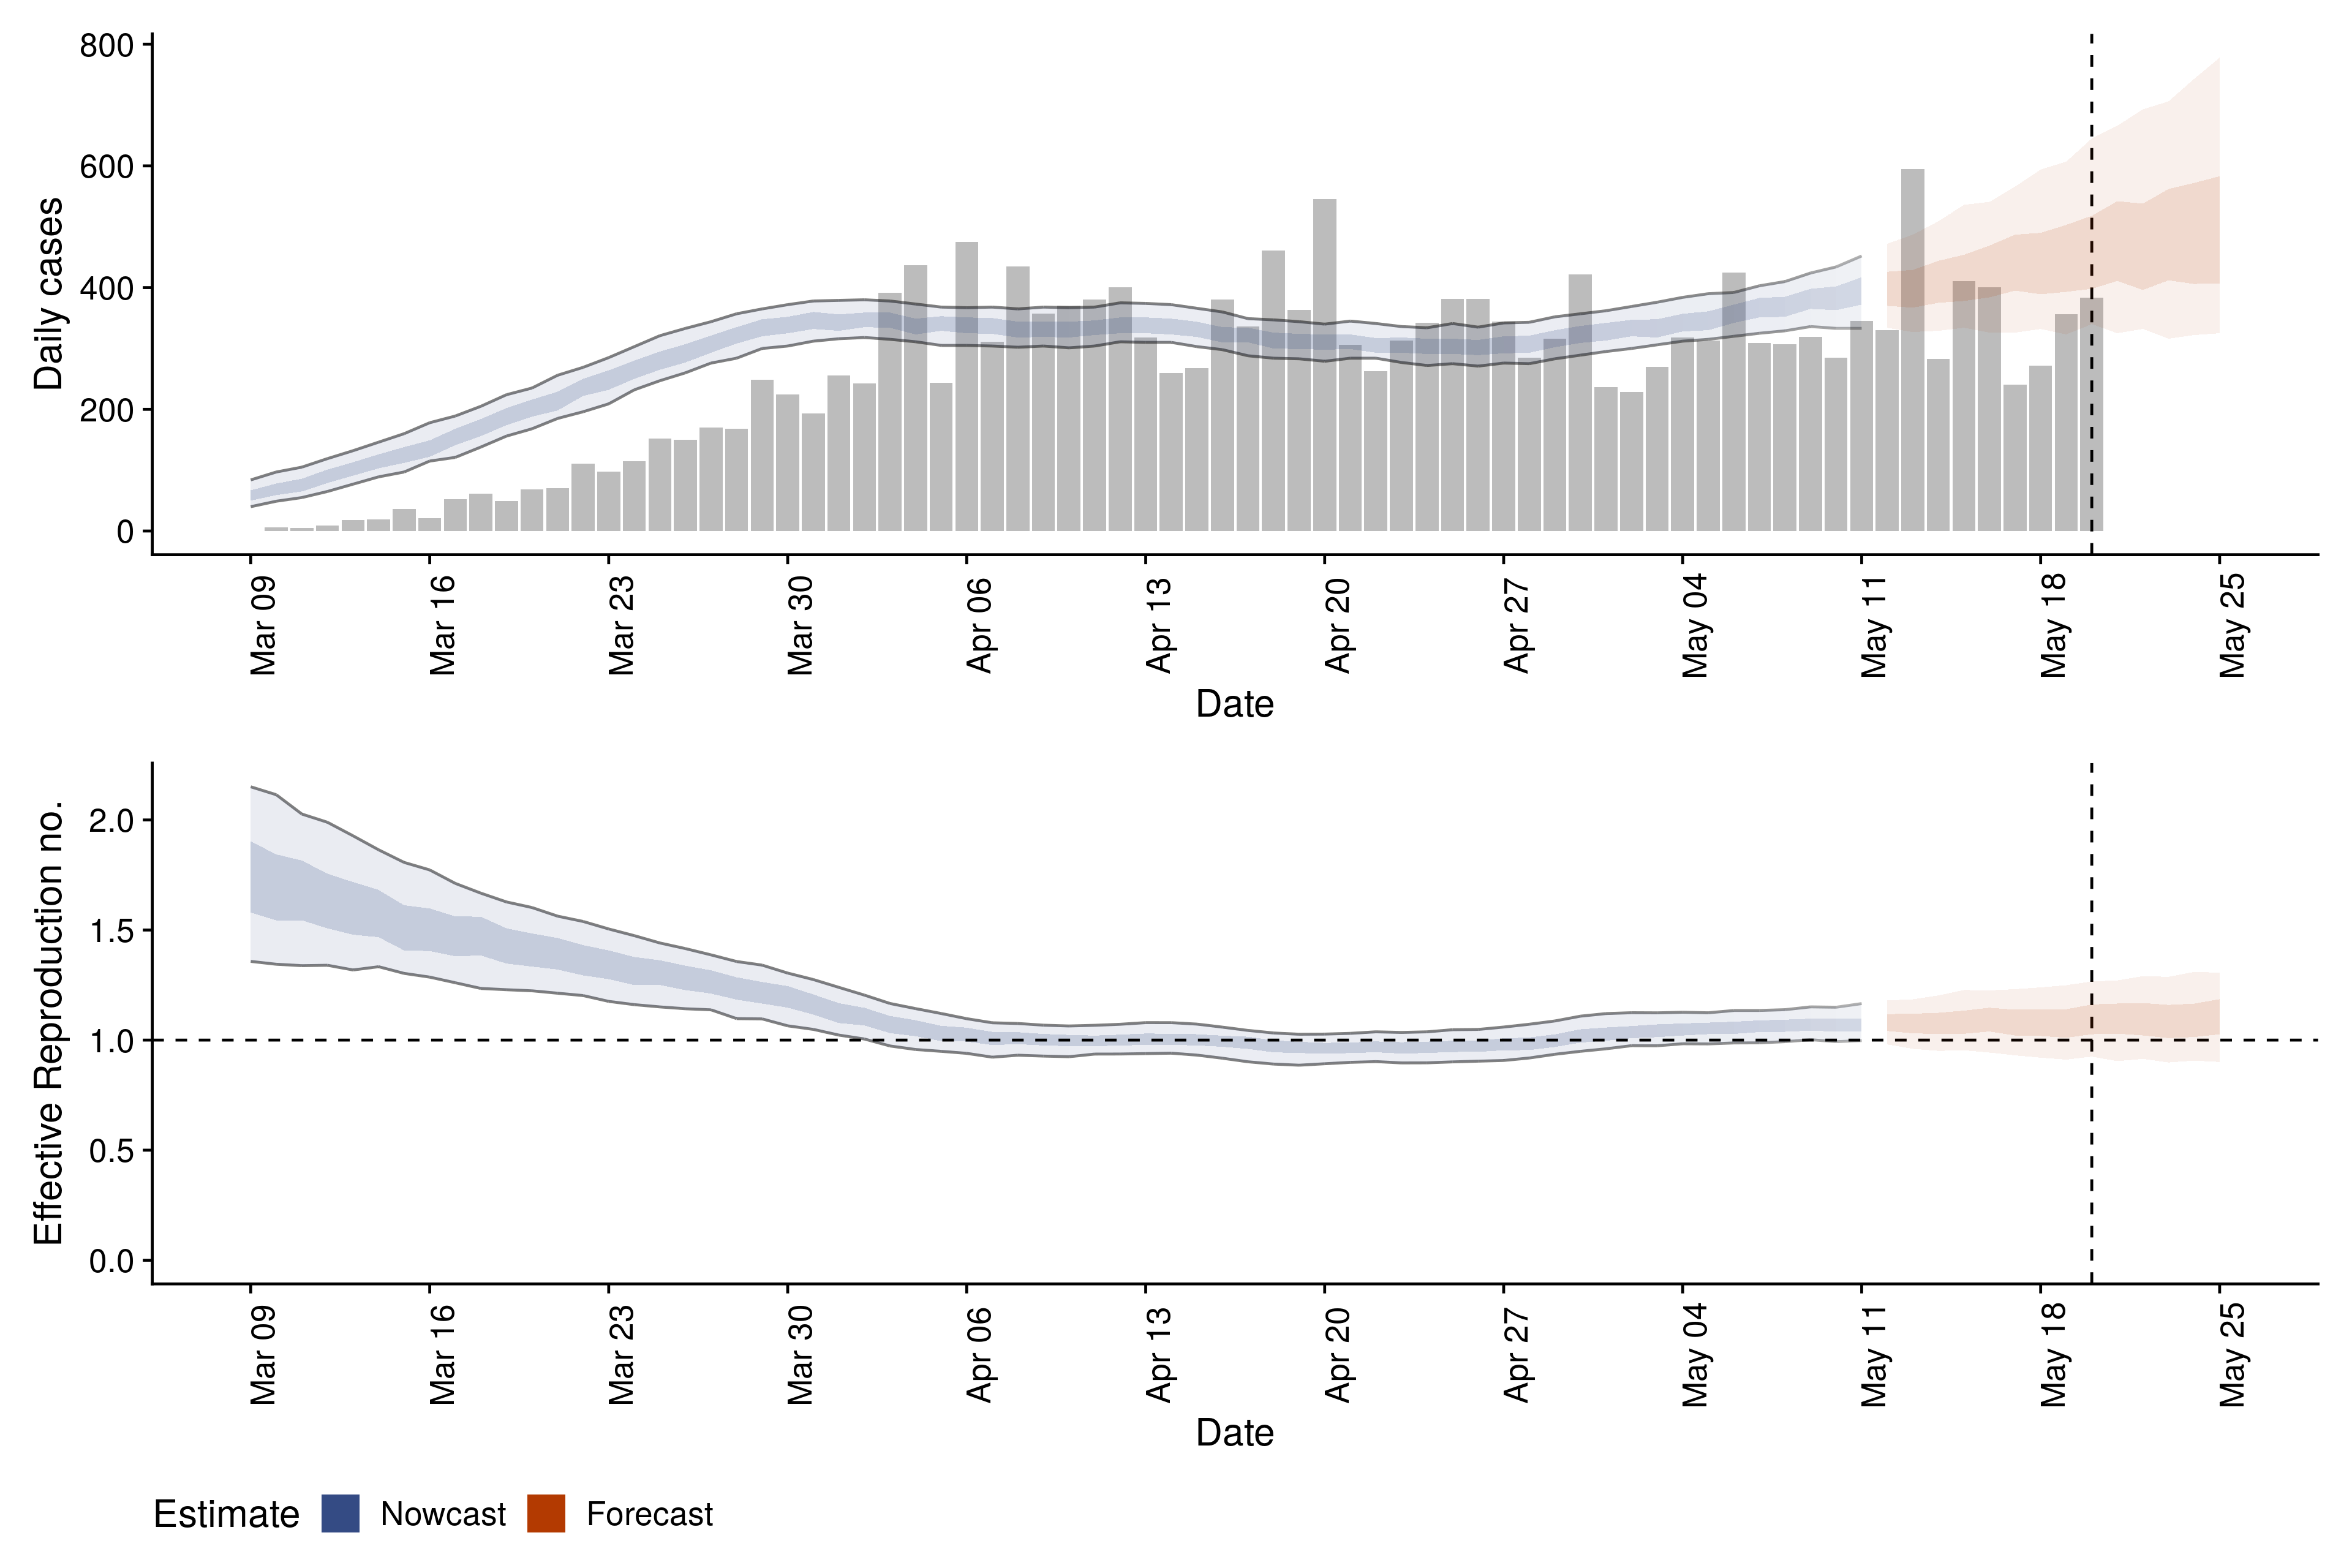 Daily cases
800
600
400
200
0
Mar 09
Mar 16
Mar 23
Mar 30
Apr 06
Apr 13
Apr 20
Apr 27
May 04
May 11
May 18
May 25
Date
Effective Reproduction no.
2.0
1.5
1.0
0.5
0.0
Mar 09
Mar 16
Mar 23
Mar 30
Apr 06
Apr 13
Apr 20
Apr 27
May 04
May 11
May 18
May 25
Date
Estimate Nowcast Forecast